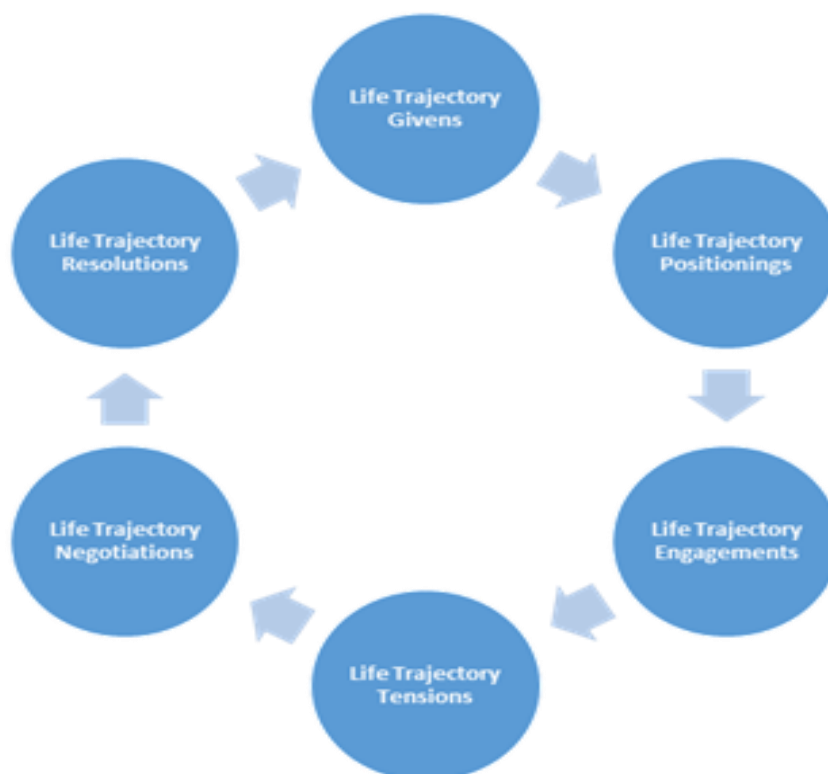 Life Trajectory
Givens
Life Trajectory
Positionings
Life Trajectory
Engagements
Life Trajectory
Tensions
Life Trajectory
Negotiations
Life Trajectory
Resolutions